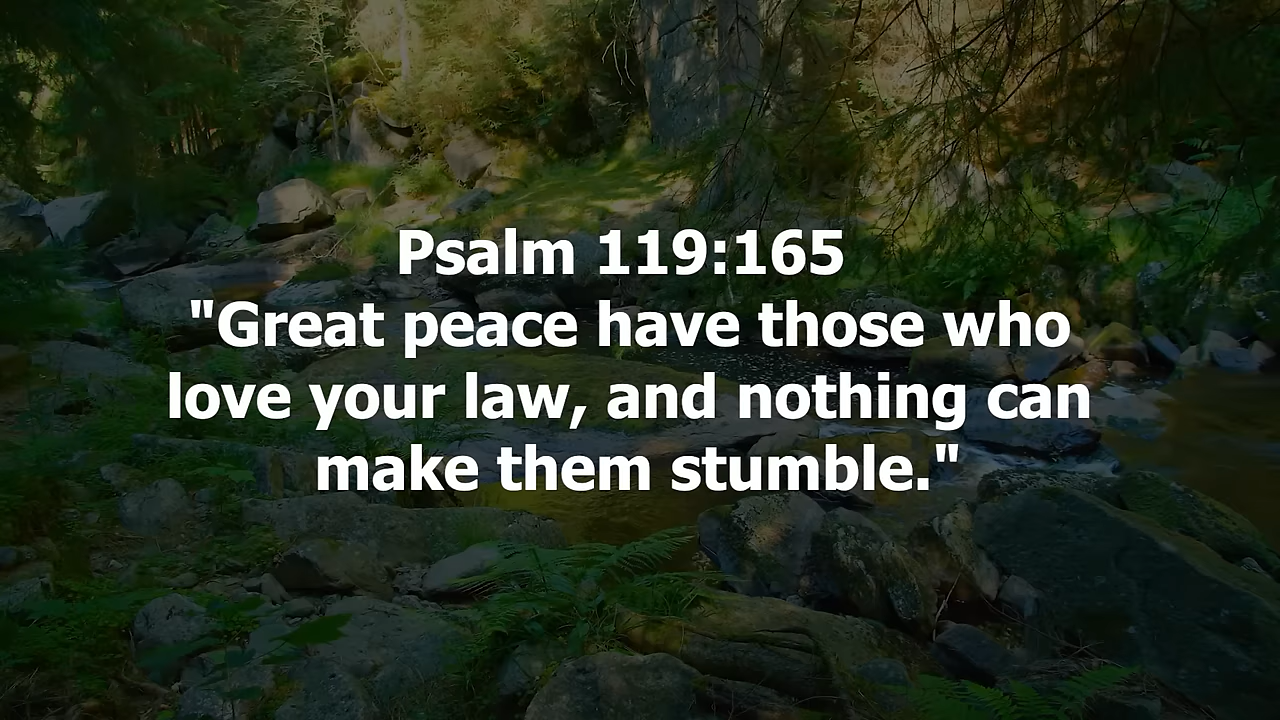 Psalm 119:165
"Great peace have those who
love your law, and nothing can
make them stumble."